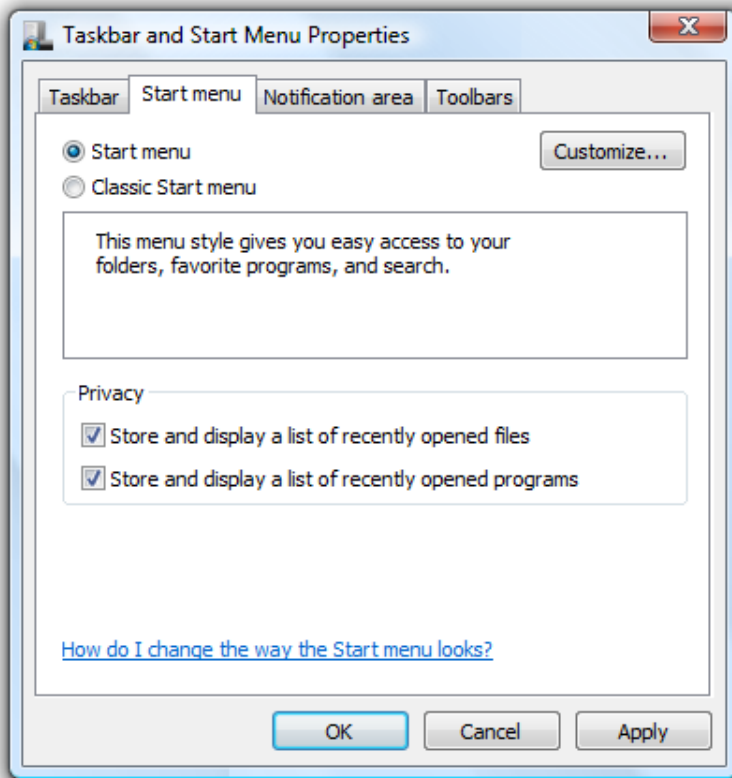 Taskbar and Start Menu Properties
Taskbar Start menu Notification area Toolbars
Start menu Customize...
Classic Start menu
This menu style gives you easy access to your
folders, favorite programs, and search.
Privacy
Store and display a list of recently opened files
Store and display a list of recently opened programs
How do I change the way the Start menu looks?
OK Cancel Apply